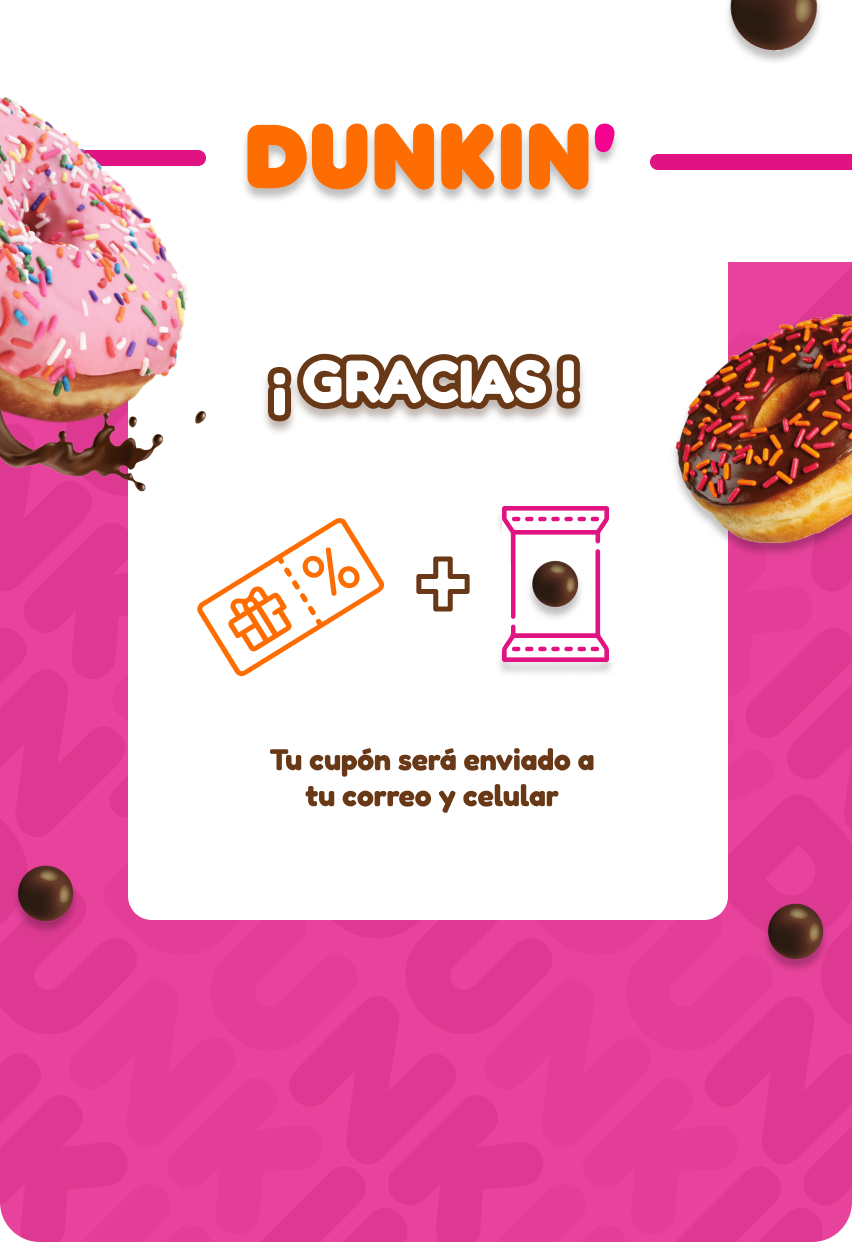 DUNKIN'
¡GRACIAS!
%
Tu cupón será enviado a
tu correo y celular